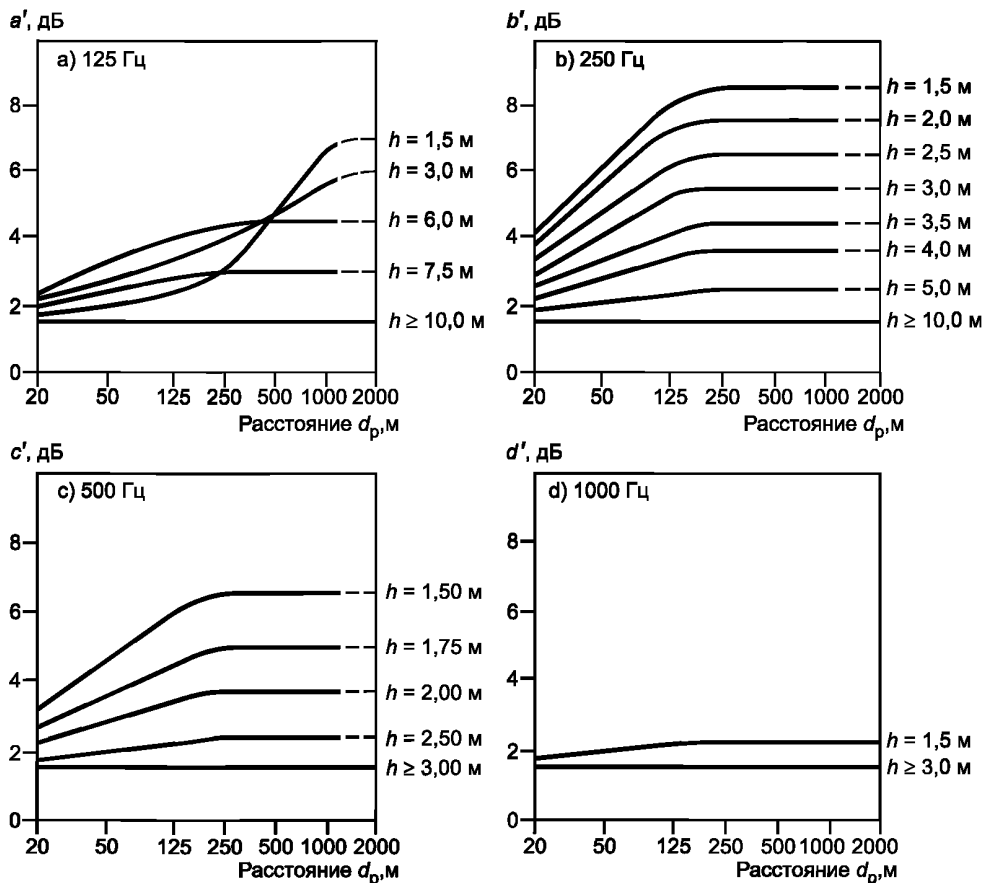 a′, дБ
a) 125 Гц
8
6
4
2
0
20 50 125 250 500 1000 2000
Расстояние dр,м
h = 1,5 м
h = 3,0 м
h = 6,0 м
h = 7,5 м
h ≥ 10,0 м
b′, дБ
b) 250 Гц
8
6
4
2
0
20 50 125 250 500 1000 2000
Расстояние dр,м
h = 1,5 м
h = 2,0 м
h = 2,5 м
h = 3,0 м
h = 3,5 м
h = 4,0 м
h = 5,0 м
h ≥ 10,0 м
c′, дБ
c) 500 Гц
8
6
4
2
0
20 50 125 250 500 1000 2000
Расстояние dр,м
h = 1,50 м
h = 1,75 м
h = 2,00 м
h = 2,50 м
h ≥ 3,00 м
d′, дБ
d) 1000 Гц
8
6
4
2
0
20 50 125 250 500 1000 2000
Расстояние dр,м
h = 1,5 м
h ≥ 3,0 м